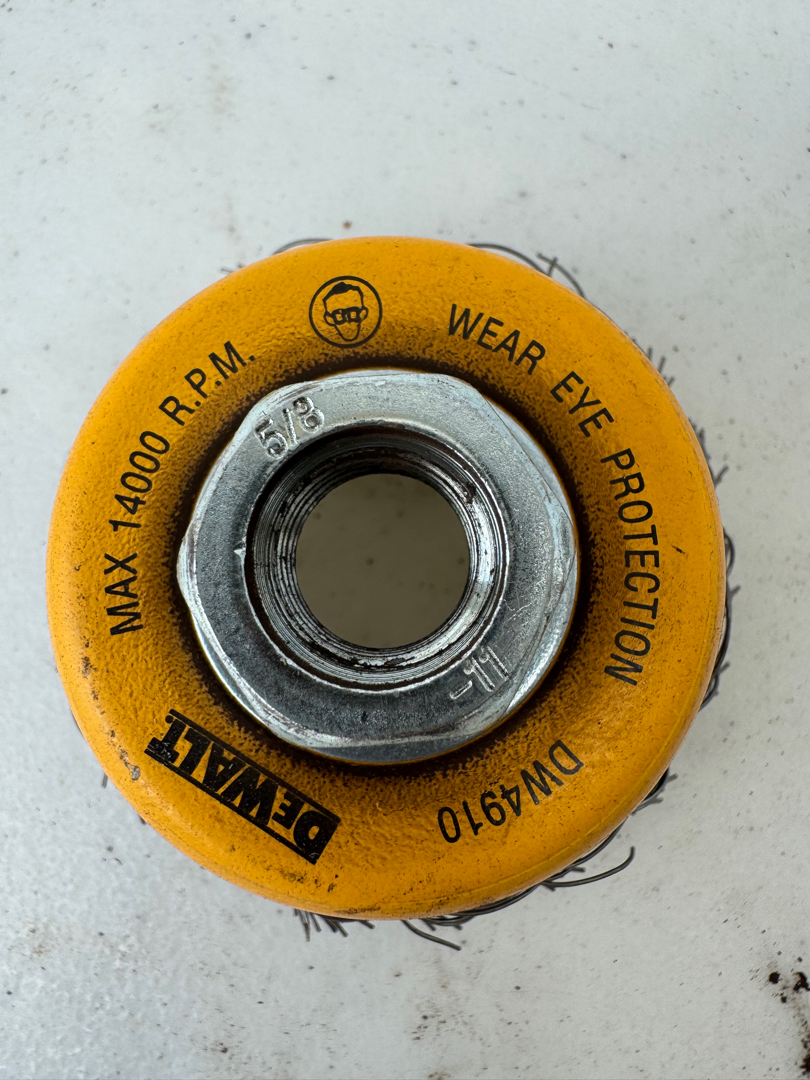 MAX 14000 R.P.M.
WEAR EYE PROTECTION
5/8
-11
DEWALT
DW4910